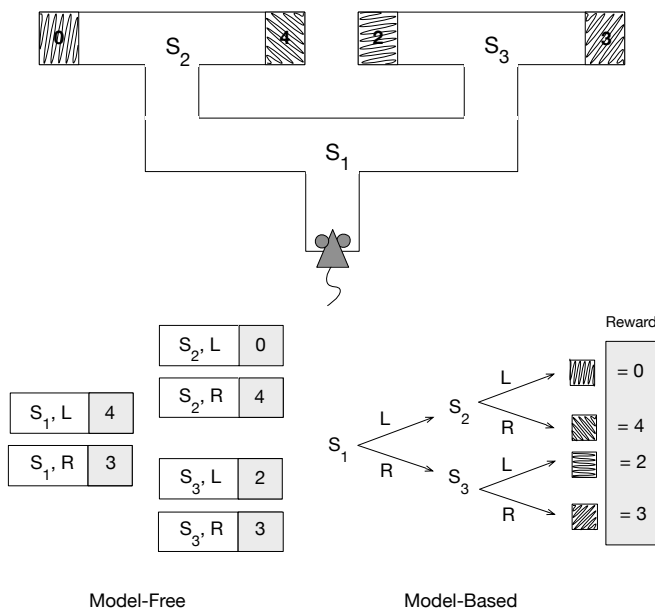 0
S2
4
2
S3
3
S1
Reward
S2, L 0
S2, R 4
S1, L 4
S1, R 3
S3, L 2
S3, R 3
S1
L
R
S2
S3
L
R
L
R
= 0
= 4
= 2
= 3
Model-Free
Model-Based